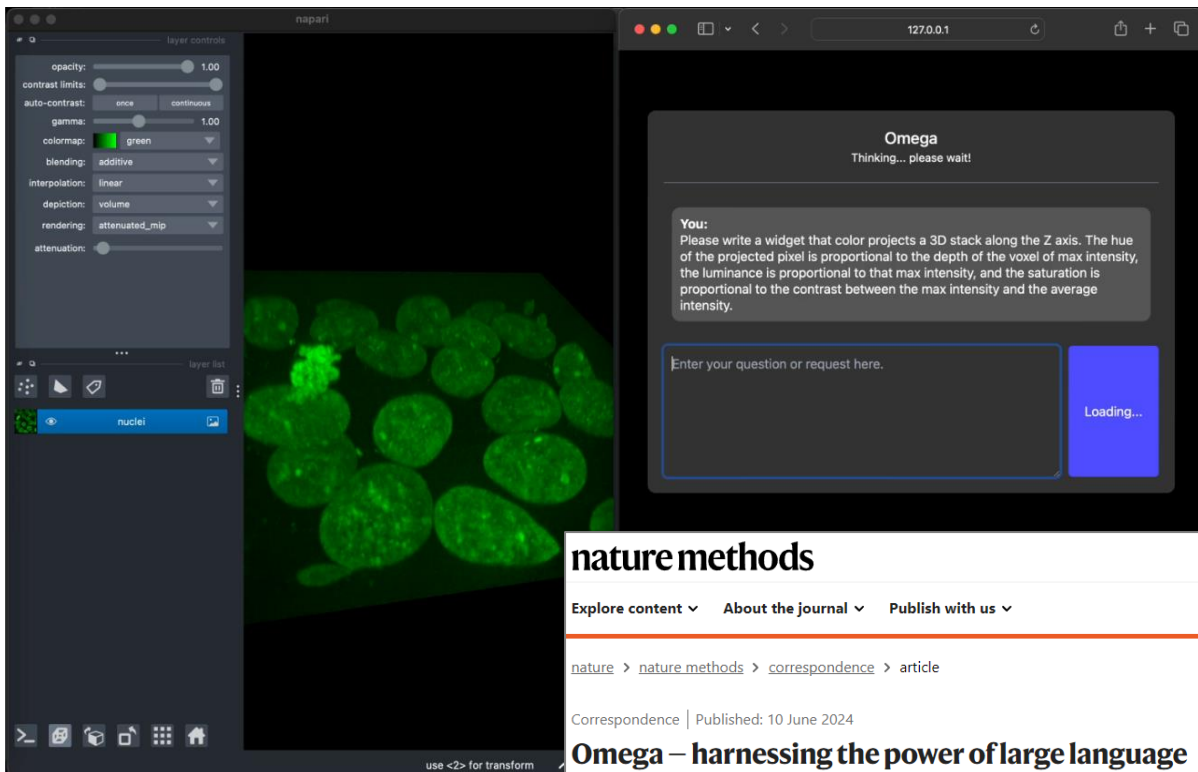 napari
layer controls
opacity: 1.00
contrast limits:
auto-contrast: once continuous
gamma: 1.00
colormap: green
blending: additive
interpolation: linear
depiction: volume
rendering: attenuated_mip
attenuation:
layer list
nuclei
use <2> for transform
127.0.0.1
Omega
Thinking... please wait!
You:
Please write a widget that color projects a 3D stack along the Z axis. The hue
of the projected pixel is proportional to the depth of the voxel of max intensity,
the luminance is proportional to that max intensity, and the saturation is
proportional to the contrast between the max intensity and the average
intensity.
Enter your question or request here.
Loading...
nature methods
Explore content About the journal Publish with us
nature > nature methods > correspondence > article
Correspondence | Published: 10 June 2024
Omega – harnessing the power of large language